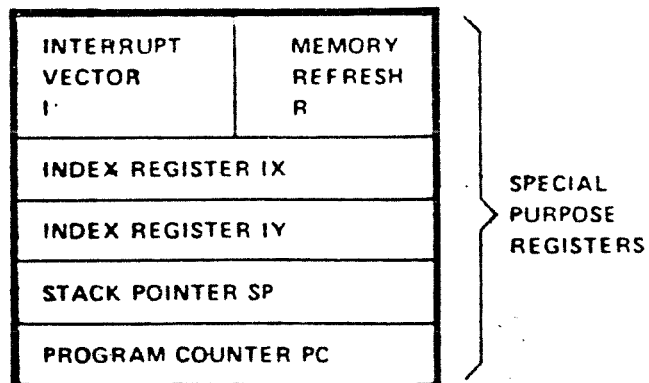 INTERRUPT
VECTOR
I
MEMORY
REFRESH
R
INDEX REGISTER IX
INDEX REGISTER IY
STACK POINTER SP
PROGRAM COUNTER PC
SPECIAL
PURPOSE
REGISTERS